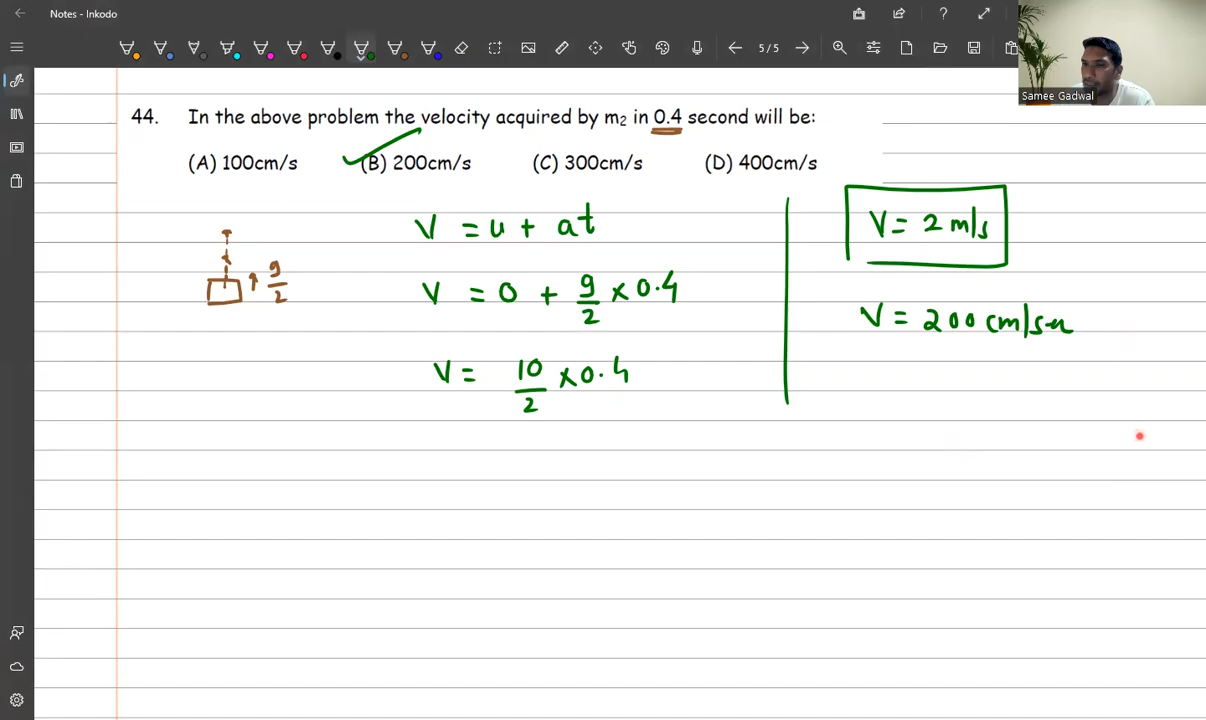 Notes - Inkodo
5/5
Samee Gadwal
44. In the above problem the velocity acquired by m₂ in 0.4 second will be:
(A) 100cm/s (B) 200cm/s (C) 300cm/s (D) 400cm/s
V = u + at
V = 2 m/s
g/2
V = 0 + g/2 × 0.4
V = 200 cm/sec
V = 10/2 × 0.4